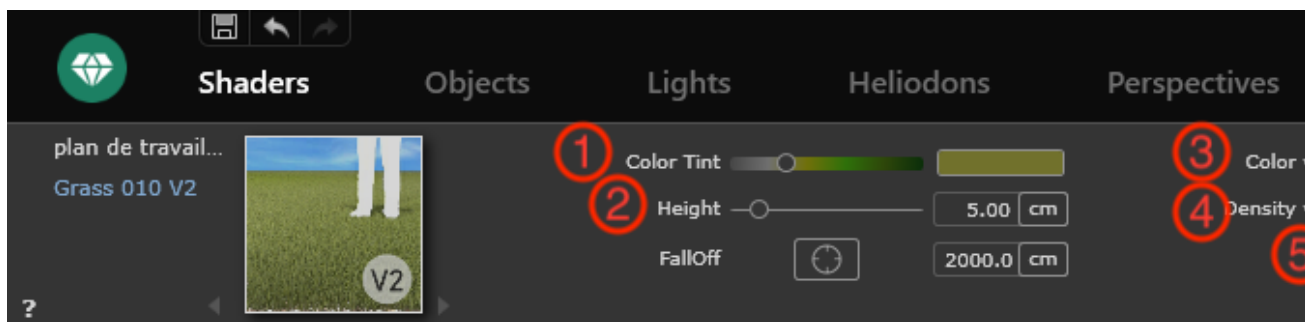 Shaders Objects Lights Heliodons Perspectives
plan de travail...
Grass 010 V2
V2
?
1 Color Tint
2 Height 5.00 cm
FallOff 2000.0 cm
3 Color
4 Density
5